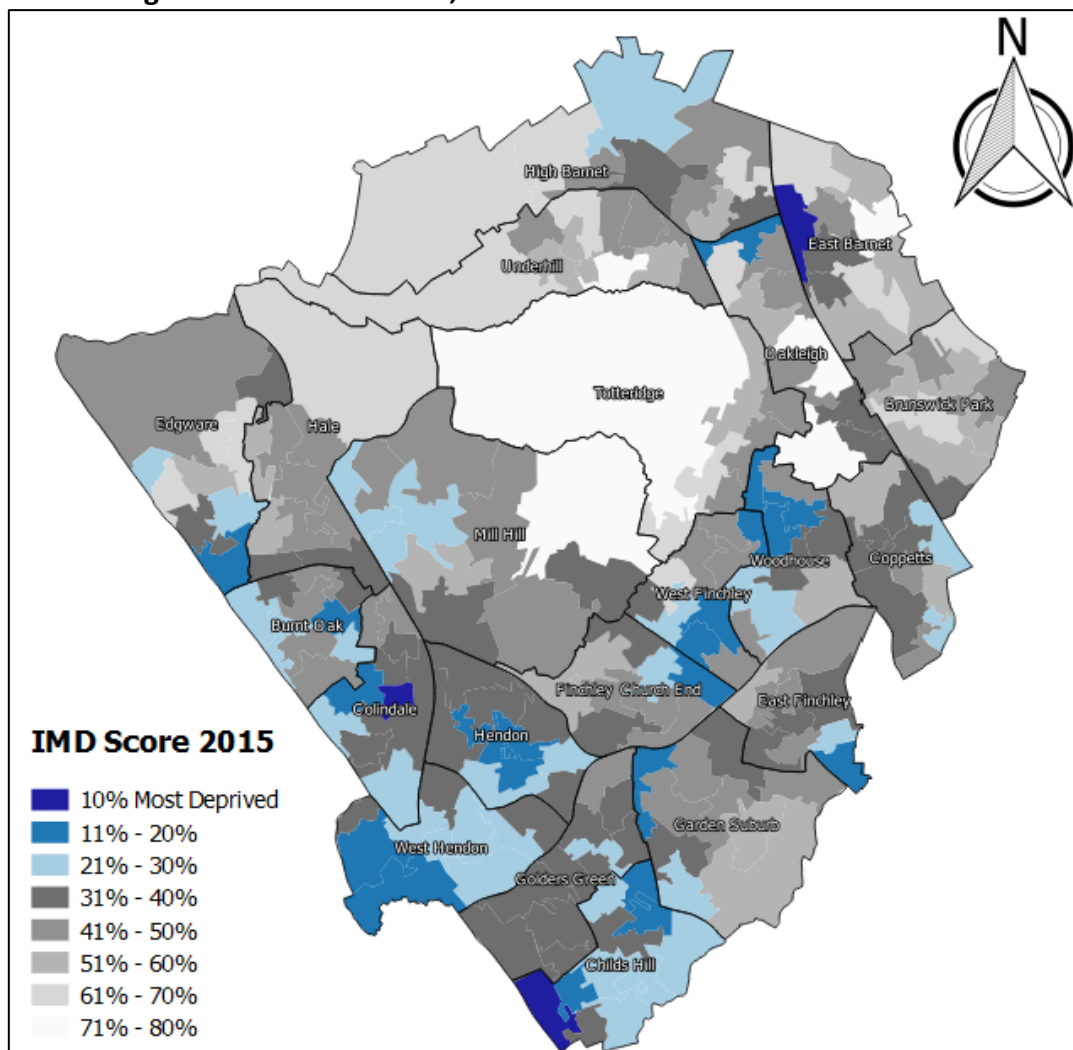 N
High Barnet
East Barnet
Underhill
Oakleigh
Totteridge
Brunswick Park
Edgware
Hale
Mill Hill
Woodhouse
Coppetts
West Finchley
Burnt Oak
Finchley Church End
East Finchley
Colindale
Hendon
Garden Suburb
West Hendon
Golders Green
Childs Hill
IMD Score 2015
10% Most Deprived
11% - 20%
21% - 30%
31% - 40%
41% - 50%
51% - 60%
61% - 70%
71% - 80%